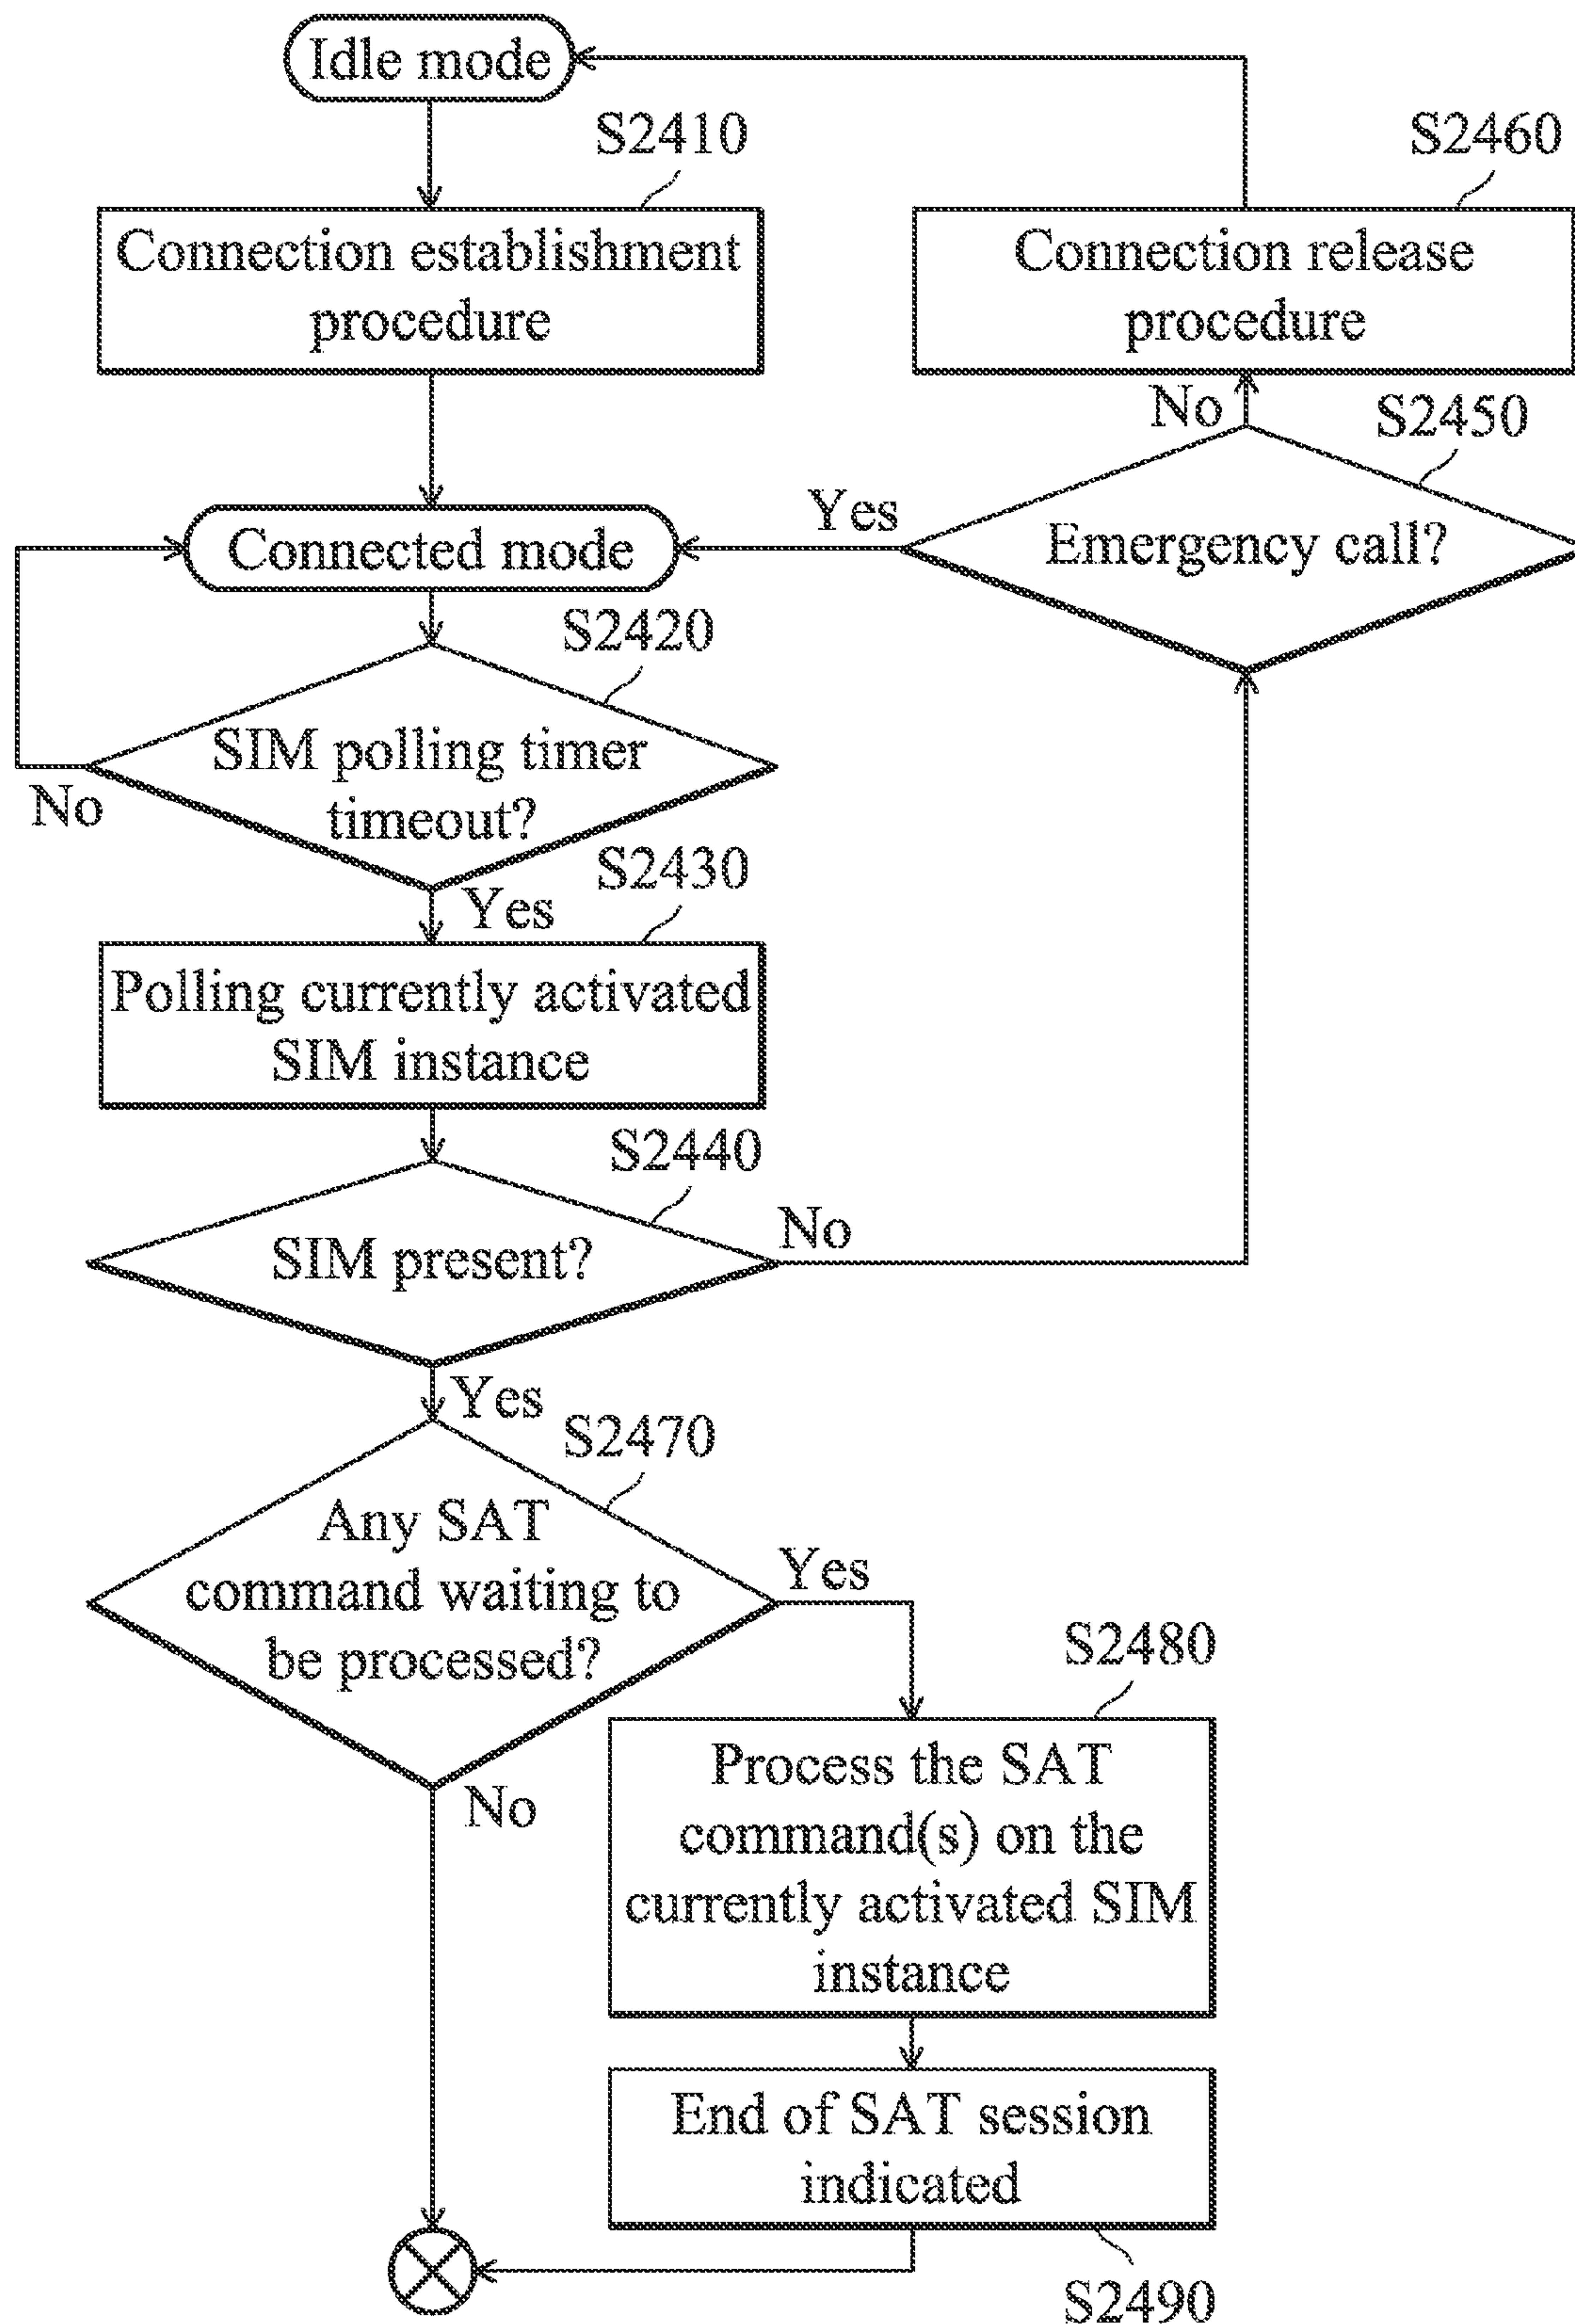 Idle mode
S2410
S2460
Connection establishment
procedure
Connection release
procedure
No
S2450
Yes
Emergency call?
Connected mode
S2420
SIM polling timer
timeout?
No
S2430
Yes
Polling currently activated
SIM instance
S2440
No
SIM present?
Yes
S2470
Any SAT
command waiting to
be processed?
Yes
S2480
No
Process the SAT
command(s) on the
currently activated SIM
instance
End of SAT session
indicated
S2490